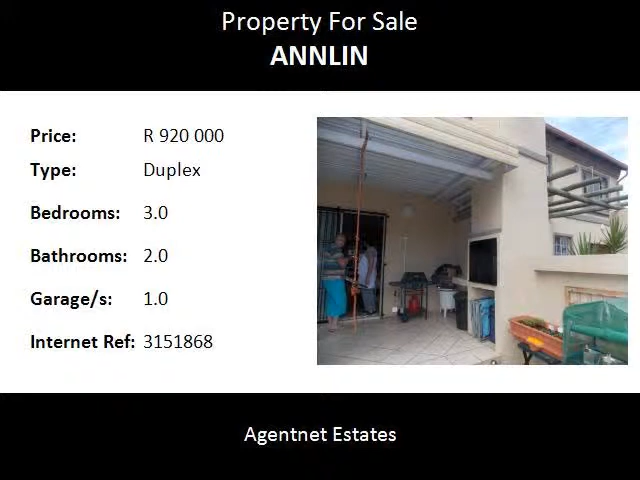 Property For Sale
ANNLIN
Price: R 920 000
Type: Duplex
Bedrooms: 3.0
Bathrooms: 2.0
Garage/s: 1.0
Internet Ref: 3151868
Agentnet Estates